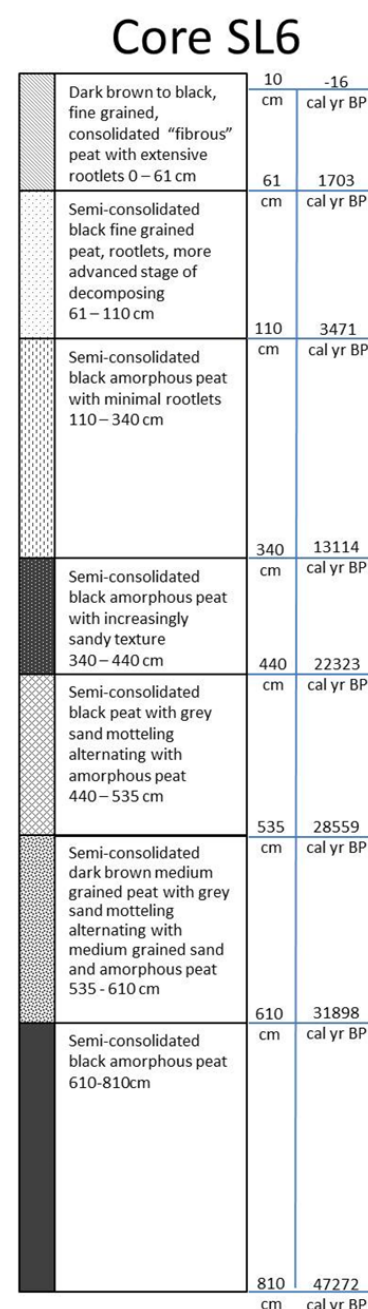 Core SL6
10 -16
cm cal yr BP
Dark brown to black,
fine grained,
consolidated “fibrous”
peat with extensive
rootlets 0 – 61 cm
61 1703
cm cal yr BP
Semi-consolidated
black fine grained
peat, rootlets, more
advanced stage of
decomposing
61 – 110 cm
110 3471
cm cal yr BP
Semi-consolidated
black amorphous peat
with minimal rootlets
110 – 340 cm
340 13114
cm cal yr BP
Semi-consolidated
black amorphous peat
with increasingly
sandy texture
340 – 440 cm
440 22323
cm cal yr BP
Semi-consolidated
black peat with grey
sand motteling
alternating with
amorphous peat
440 – 535 cm
535 28559
cm cal yr BP
Semi-consolidated
dark brown medium
grained peat with grey
sand motteling
alternating with
medium grained sand
and amorphous peat
535 - 610 cm
610 31898
cm cal yr BP
Semi-consolidated
black amorphous peat
610-810cm
810 47272
cm cal yr BP